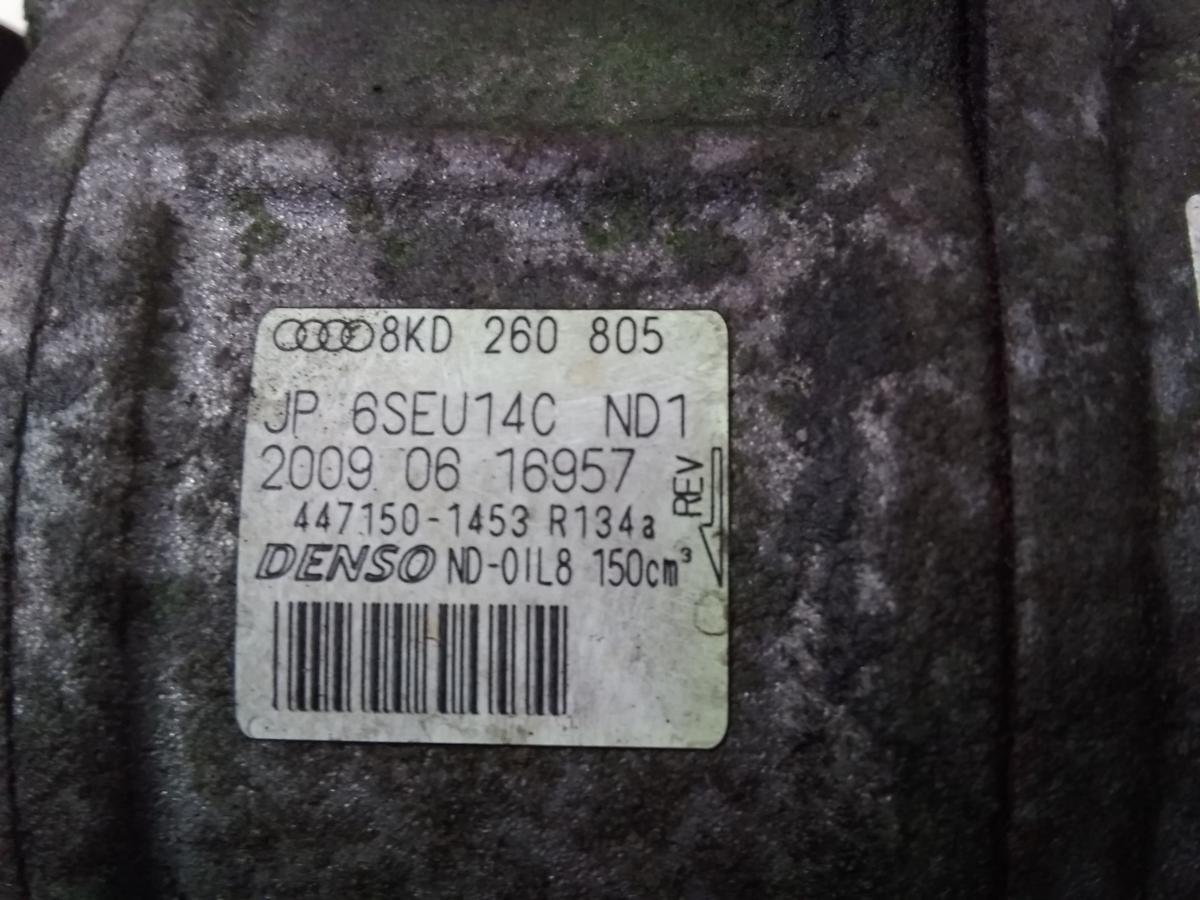 8KD 260 805
JP 6SEU14C ND1
2009 06 16957
REV
447150-1453 R134a
DENSO ND-OIL8 150cm³